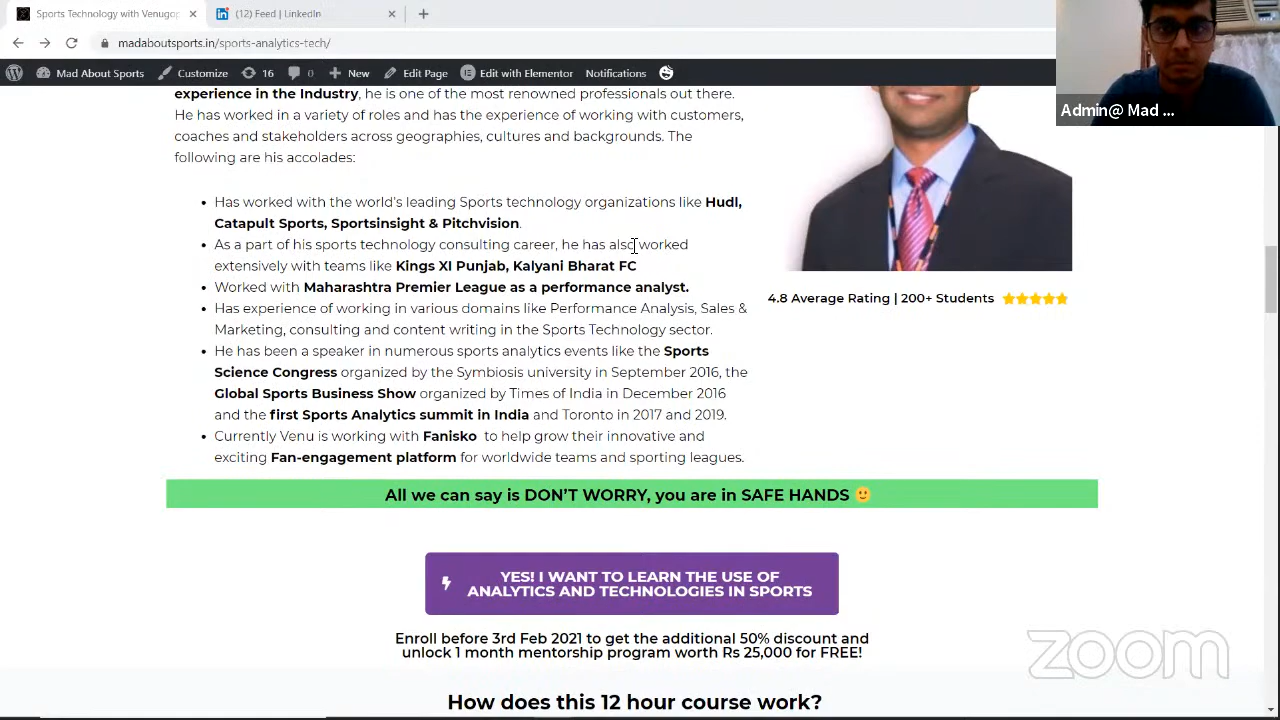 Sports Technology with Venugop
(12) Feed | LinkedIn
madaboutsports.in/sports-analytics-tech/
Mad About Sports
Customize
16
0
New
Edit Page
Edit with Elementor
Notifications
Admin@ Mad ...
experience in the Industry, he is one of the most renowned professionals out there.
He has worked in a variety of roles and has the experience of working with customers,
coaches and stakeholders across geographies, cultures and backgrounds. The
following are his accolades:
• Has worked with the world's leading Sports technology organizations like Hudl,
Catapult Sports, Sportsinsight & Pitchvision.
• As a part of his sports technology consulting career, he has also worked
extensively with teams like Kings XI Punjab, Kalyani Bharat FC
• Worked with Maharashtra Premier League as a performance analyst.
• Has experience of working in various domains like Performance Analysis, Sales &
Marketing, consulting and content writing in the Sports Technology sector.
• He has been a speaker in numerous sports analytics events like the Sports
Science Congress organized by the Symbiosis university in September 2016, the
Global Sports Business Show organized by Times of India in December 2016
and the first Sports Analytics summit in India and Toronto in 2017 and 2019.
• Currently Venu is working with Fanisko to help grow their innovative and
exciting Fan-engagement platform for worldwide teams and sporting leagues.
4.8 Average Rating | 200+ Students
All we can say is DON'T WORRY, you are in SAFE HANDS 🙂
YES! I WANT TO LEARN THE USE OF
ANALYTICS AND TECHNOLOGIES IN SPORTS
Enroll before 3rd Feb 2021 to get the additional 50% discount and
unlock 1 month mentorship program worth Rs 25,000 for FREE!
zoom
How does this 12 hour course work?